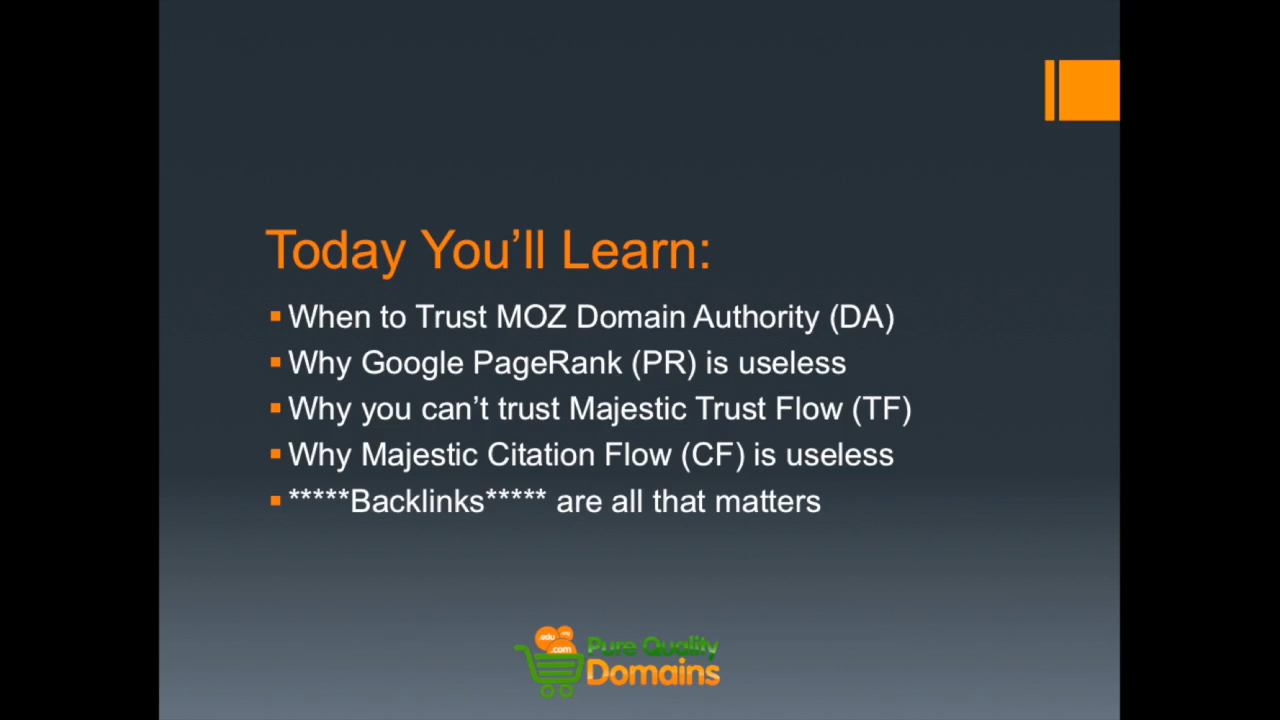 Today You’ll Learn:
When to Trust MOZ Domain Authority (DA)
Why Google PageRank (PR) is useless
Why you can’t trust Majestic Trust Flow (TF)
Why Majestic Citation Flow (CF) is useless
*****Backlinks***** are all that matters
.edu .org
.com
Pure Quality
Domains